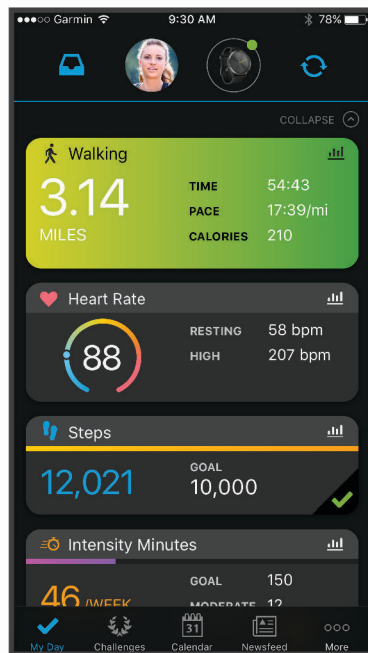 Garmin 9:30 AM 78%
COLLAPSE
Walking
3.14
MILES
TIME 54:43
PACE 17:39/mi
CALORIES 210
Heart Rate
88
RESTING 58 bpm
HIGH 207 bpm
Steps
12,021
GOAL
10,000
Intensity Minutes
46 /WEEK
GOAL 150
MODERATE 12
31
My Day Challenges Calendar Newsfeed More